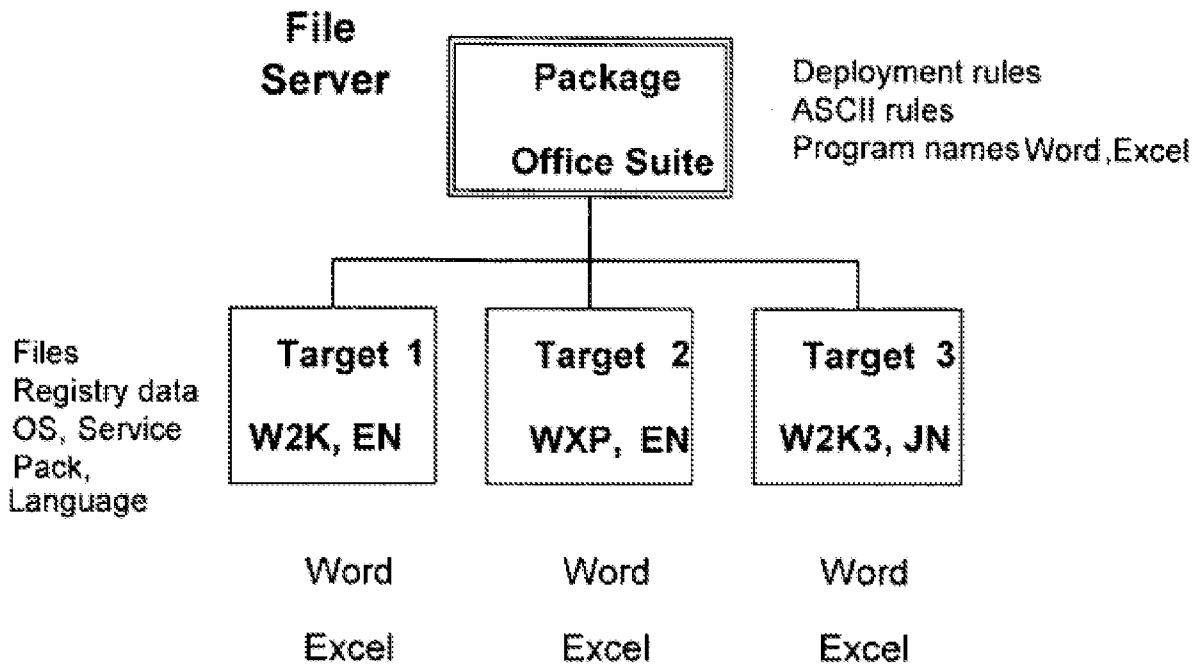 File
Server
Package
Office Suite
Deployment rules
ASCII rules
Program names Word,Excel
Files
Registry data
OS, Service
Pack,
Language
Target 1
W2K, EN
Target 2
WXP, EN
Target 3
W2K3, JN
Word
Word
Word
Excel
Excel
Excel